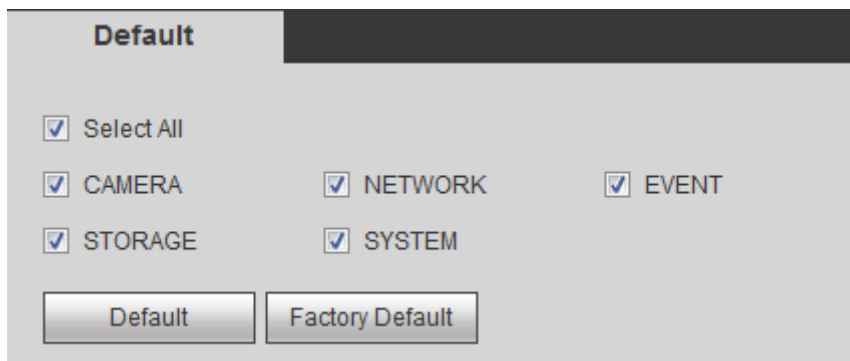 Default
Select All
CAMERA NETWORK EVENT
STORAGE SYSTEM
Default Factory Default